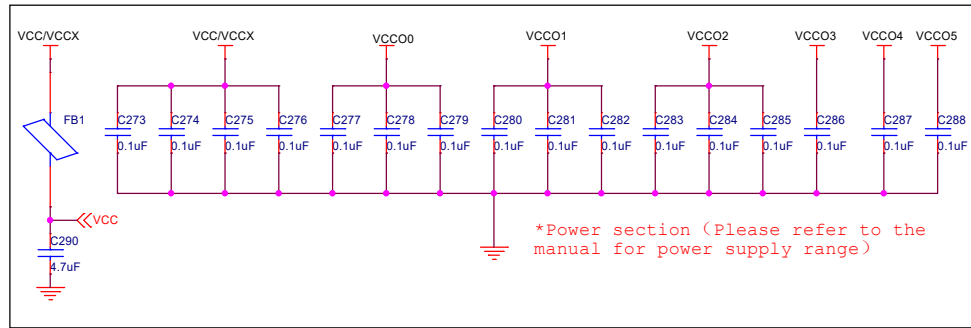 VCC/VCCX VCC/VCCX VCCO0 VCCO1 VCCO2 VCCO3 VCCO4 VCCO5
FB1 C273 C274 C275 C276 C277 C278 C279 C280 C281 C282 C283 C284 C285 C286 C287 C288
0.1uF 0.1uF 0.1uF 0.1uF 0.1uF 0.1uF 0.1uF 0.1uF 0.1uF 0.1uF 0.1uF 0.1uF 0.1uF 0.1uF 0.1uF 0.1uF
VCC
*Power section（Please refer to the
manual for power supply range）
C290
4.7uF